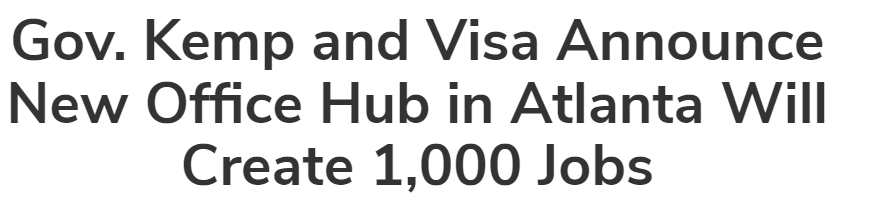 Gov. Kemp and Visa Announce
New Office Hub in Atlanta Will
Create 1,000 Jobs